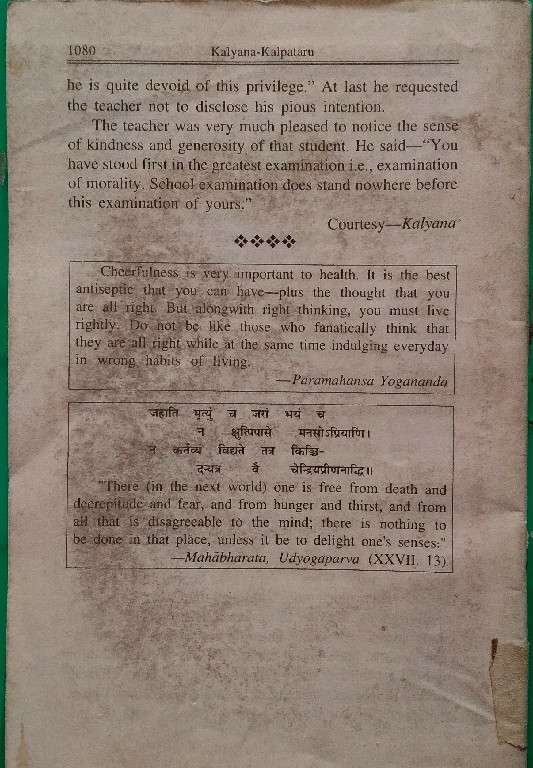 1080 Kalyana-Kalpataru
he is quite devoid of this privilege." At last he requested
the teacher not to disclose his pious intention.
The teacher was very much pleased to notice the sense
of kindness and generosity of that student. He said—"You
have stood first in the greatest examination i.e., examination
of morality. School examination does stand nowhere before
this examination of yours."
Courtesy—Kalyana
Cheerfulness is very important to health. It is the best
antiseptic that you can have—plus the thought that you
are all right. But alongwith right thinking, you must live
rightly. Do not be like those who fanatically think that
they are all right while at the same time indulging everyday
in wrong habits of living.
—Paramahansa Yogananda
जहाति मृत्युं च जरां भयं च
न क्षुत्पिपासे मनसोऽप्रियाणि।
न कर्तव्यं विद्यते तत्र किञ्चि-
दन्यत्र वै चेन्द्रियप्रीणनाद्धि॥
"There (in the next world) one is free from death and
decrepitude and fear, and from hunger and thirst, and from
all that is disagreeable to the mind; there is nothing to
be done in that place, unless it be to delight one's senses."
—Mahābharata, Udyogaparva (XXVII. 13)